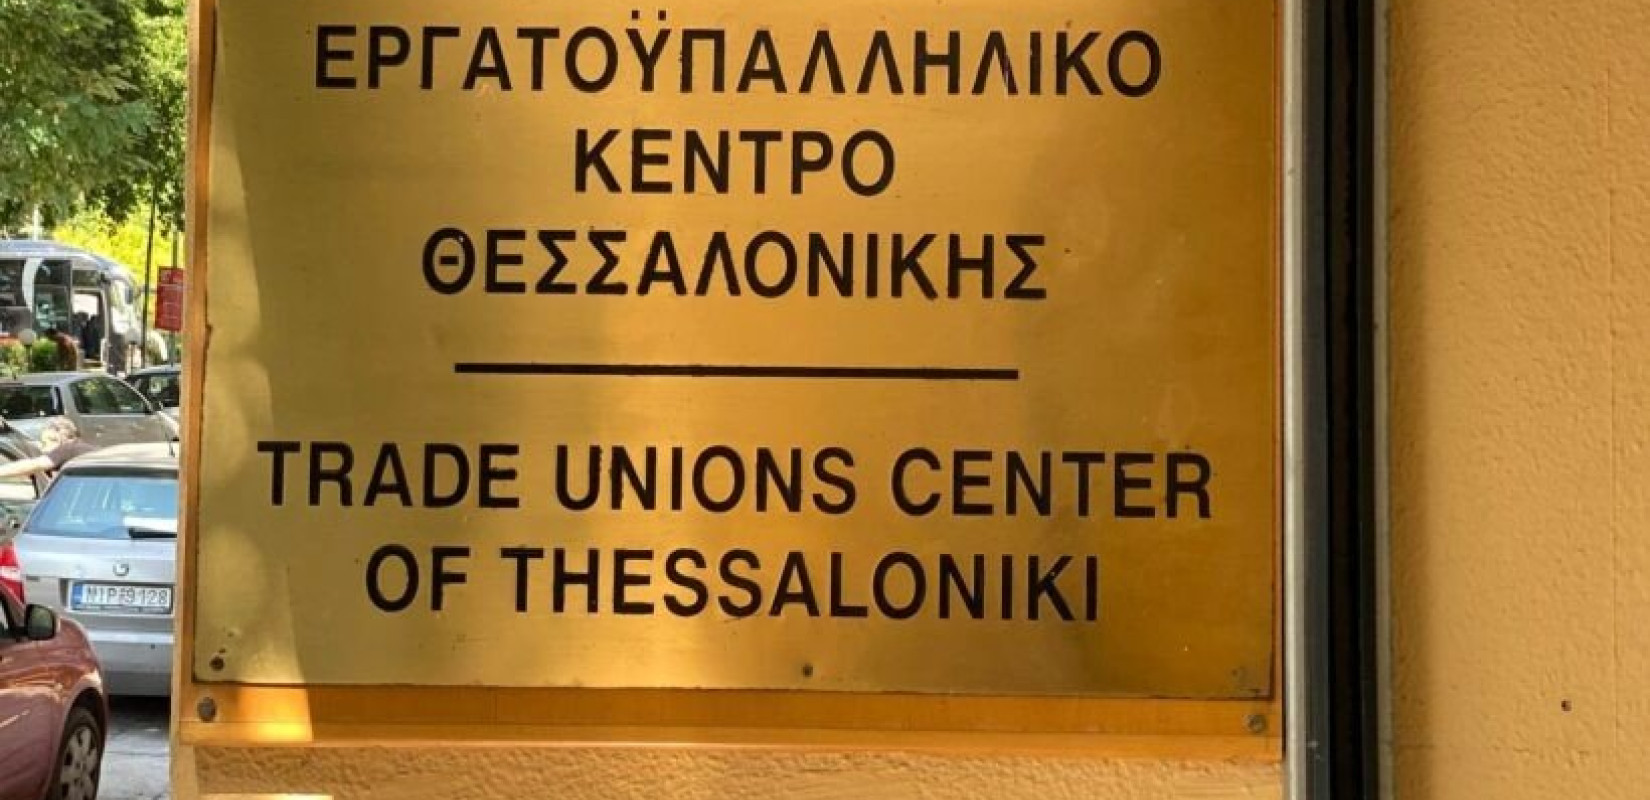 ΕΡΓΑΤΟΫΠΑΛΛΗΛΙΚΟ
ΚΕΝΤΡΟ
ΘΕΣΣΑΛΟΝΙΚΗΣ
TRADE UNIONS CENTER
OF THESSALONIKI